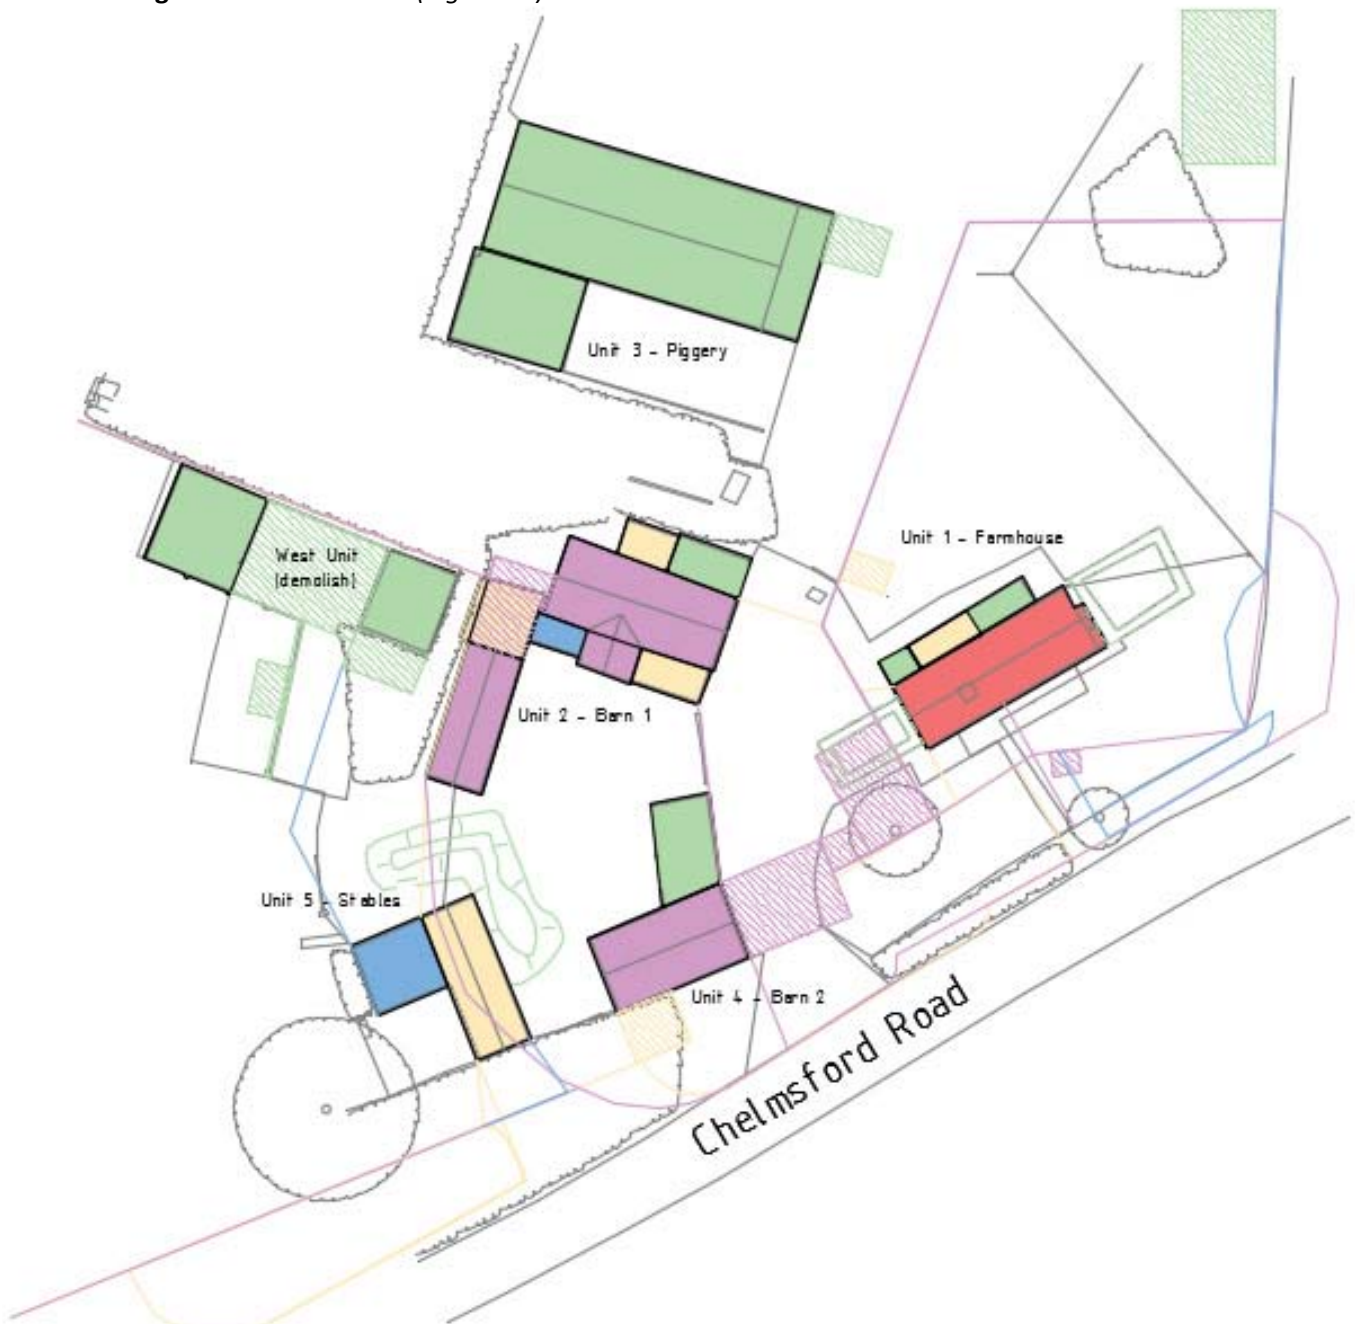 Unit 3 - Piggery
Unit 1 - Farmhouse
West Unit
(demolish)
Unit 2 - Barn 1
Unit 5 - Stables
Unit 4 - Barn 2
Chelmsford Road